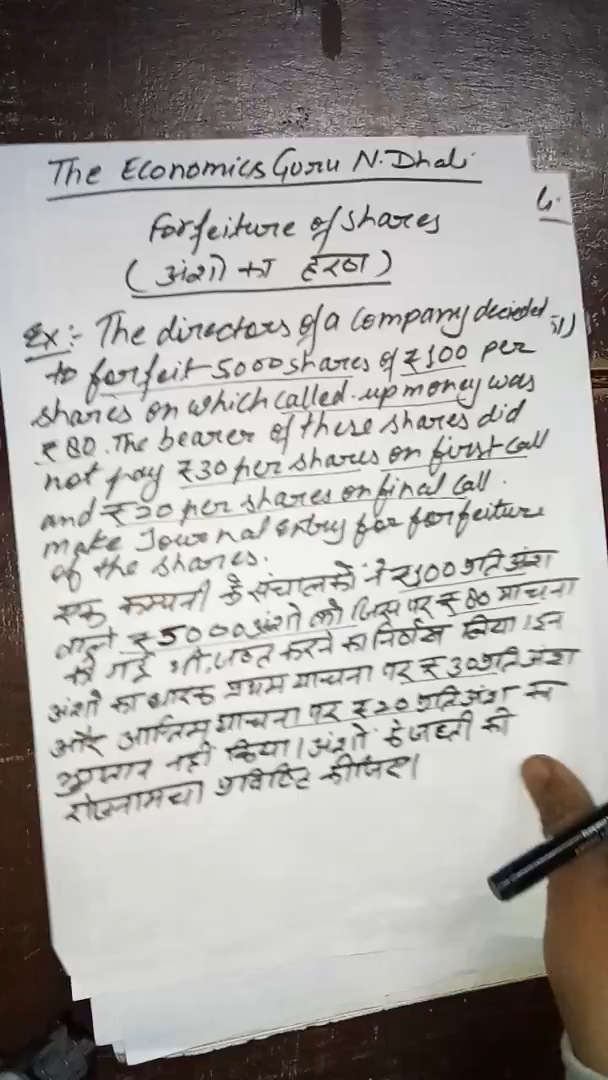 The Economics Guru N. Dhali
4.
Forfeiture of shares
(अंशो का हरण)
Ex:- The directors of a company decided
to forfeit 5000 shares of ₹100 per
shares on which called-up money was
₹80. The bearer of these shares did
not pay ₹30 per shares on first call
and ₹20 per shares on final call.
make Journal entry for forfeiture
of the shares.
एक कम्पनी के संचालको ने ₹100 प्रति अंश
वाले ₹5000 अंशो को जिस पर ₹80 याचना
की गई थी, जब्त करने का निर्णय लिया। इन
अंशो का धारक प्रथम याचना पर ₹30 प्रति अंश
और अन्तिम याचना पर ₹20 प्रति अंश का
भुगतान नही किया। अंशो के जब्ती की
रोजनामचा प्रविष्टि कीजिए।